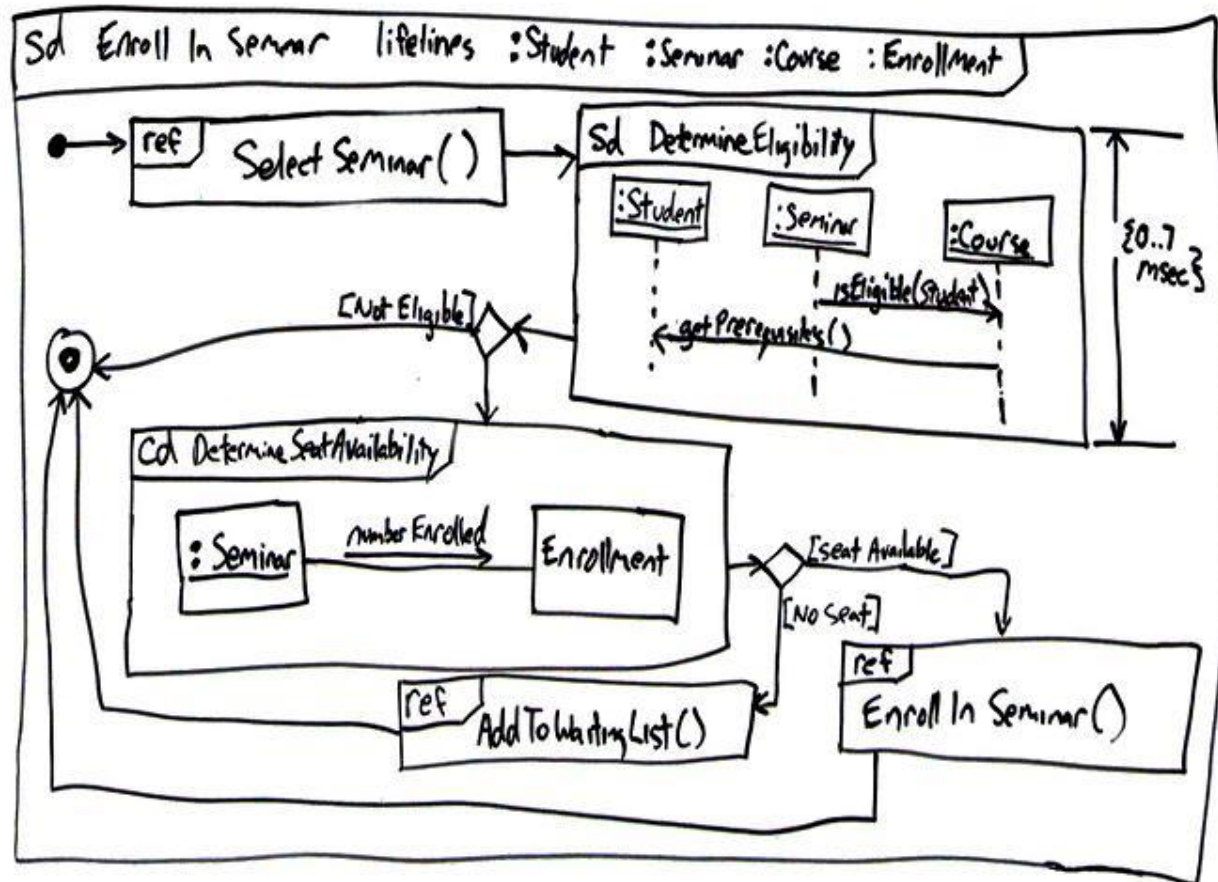 Sd Enroll In Seminar lifelines :Student :Seminar :Course :Enrollment
ref
Select Seminar()
Sd Determine Eligibility
:Student
:Seminar
:Course
isEligible(Student)
getPrerequisites()
{0..7
msec}
[Not Eligible]
Cd Determine Seat Availability
:Seminar
number Enrolled
Enrollment
[seat Available]
[No Seat]
ref
AddToWaitingList()
ref
Enroll In Seminar()